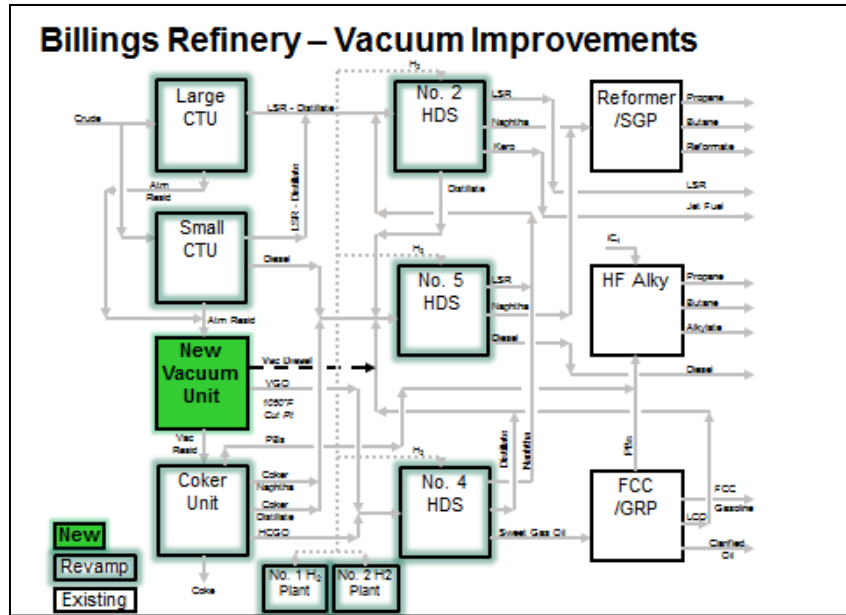 Billings Refinery – Vacuum Improvements
H₂
Large
CTU
LSR - Distillate
No. 2
HDS
LSR
Naphtha
Kero
Reformer
/SGP
Propane
Butane
Reformate
Crude
Atm
Resid
LSR - Distillate
Distillate
LSR
Jet Fuel
Small
CTU
Diesel
H₂
No. 5
HDS
LSR
Naphtha
Diesel
iC₄
HF Alky
Propane
Butane
Alkylate
Diesel
Atm Resid
New
Vacuum
Unit
Vac Diesel
VGO
1050°F
Cut Pt
Vac
Resid
PBs
H₂
Distillate
Naphtha
PBs
Coker
Unit
Coker
Naphtha
Coker
Distillate
HCGO
No. 4
HDS
Sweet Gas Oil
FCC
/GRP
FCC
Gasoline
LCO
Clarified
Oil
Coke
No. 1 H₂
Plant
No. 2 H2
Plant
New
Revamp
Existing